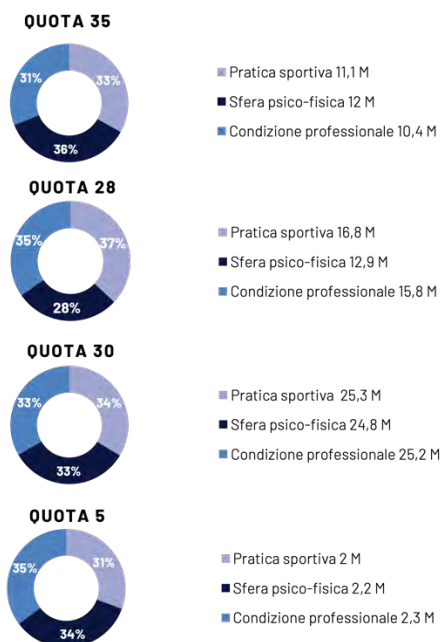 QUOTA 35
31%
33%
36%
Pratica sportiva 11,1 M
Sfera psico-fisica 12 M
Condizione professionale 10,4 M
QUOTA 28
35%
37%
28%
Pratica sportiva 16,8 M
Sfera psico-fisica 12,9 M
Condizione professionale 15,8 M
QUOTA 30
33%
34%
33%
Pratica sportiva 25,3 M
Sfera psico-fisica 24,8 M
Condizione professionale 25,2 M
QUOTA 5
35%
31%
34%
Pratica sportiva 2 M
Sfera psico-fisica 2,2 M
Condizione professionale 2,3 M